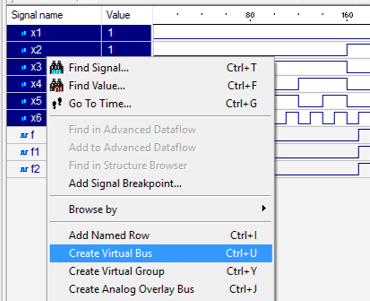 Signal name Value 80 160
x1 1
x2 1
x3
x4
x5
x6
f
f1
f2
Find Signal... Ctrl+T
Find Value... Ctrl+F
Go To Time... Ctrl+G
Find in Advanced Dataflow
Add to Advanced Dataflow
Find in Structure Browser
Add Signal Breakpoint...
Browse by
Add Named Row Ctrl+I
Create Virtual Bus Ctrl+U
Create Virtual Group Ctrl+Y
Create Analog Overlay Bus Ctrl+J